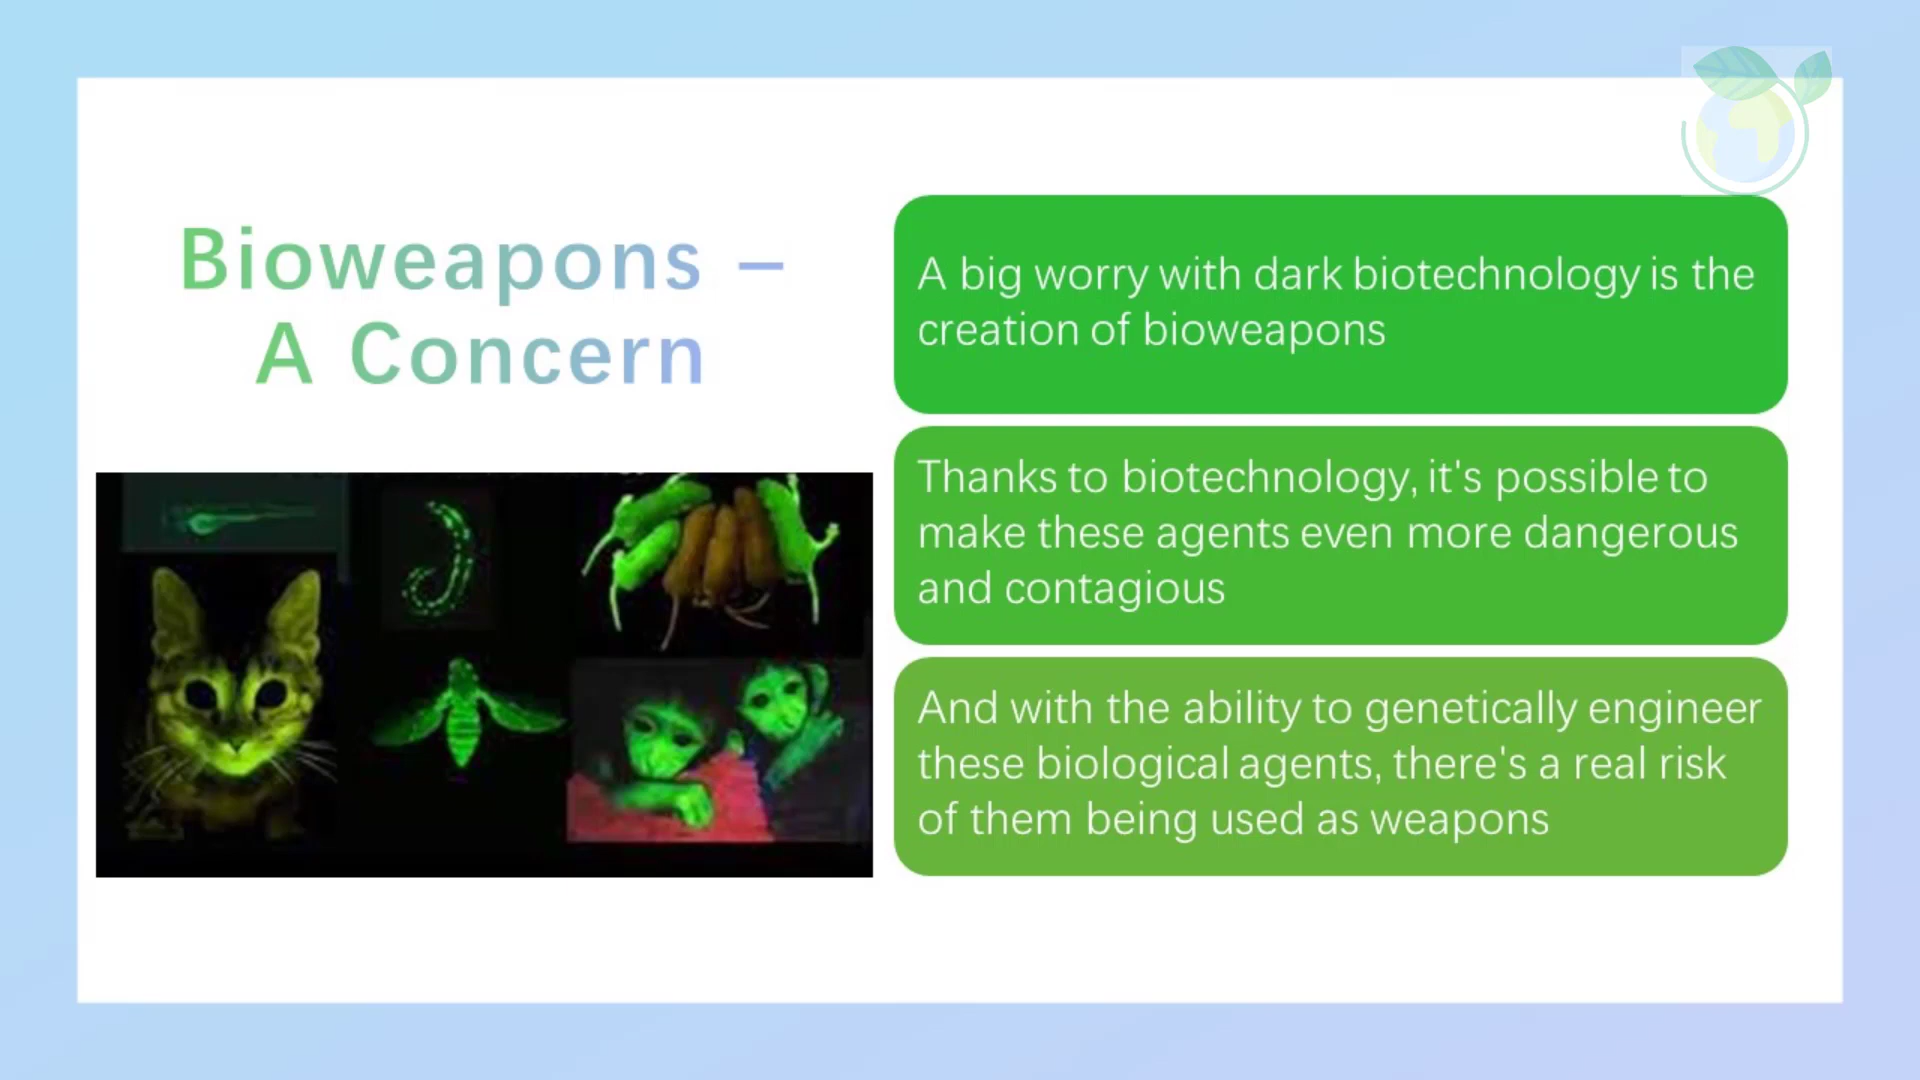 Bioweapons –
A Concern
A big worry with dark biotechnology is the
creation of bioweapons
Thanks to biotechnology, it's possible to
make these agents even more dangerous
and contagious
And with the ability to genetically engineer
these biological agents, there's a real risk
of them being used as weapons